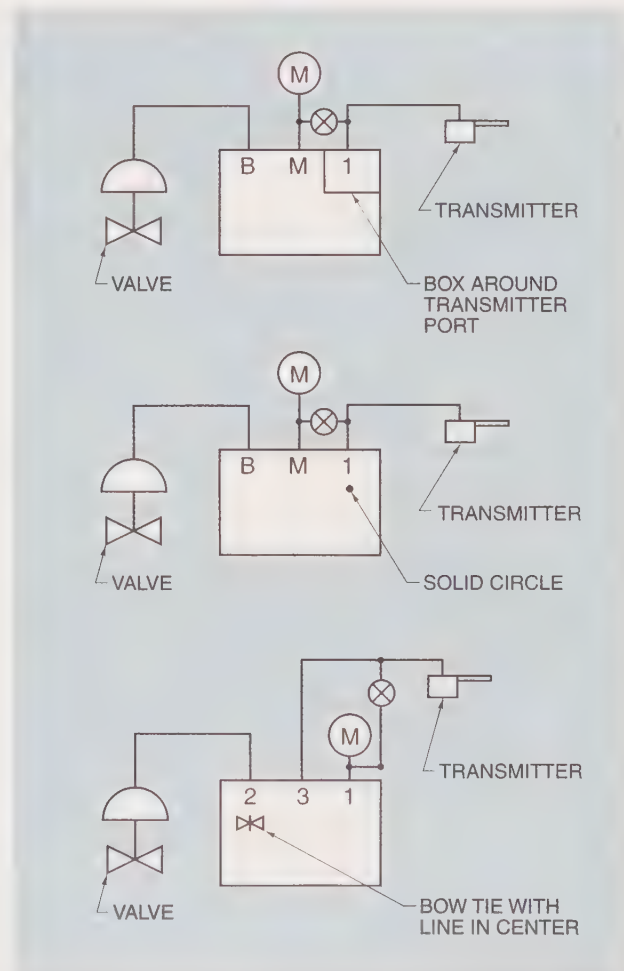 M
B M 1
TRANSMITTER
VALVE
BOX AROUND
TRANSMITTER
PORT
M
B M 1
TRANSMITTER
VALVE
SOLID CIRCLE
M
2 3 1
TRANSMITTER
VALVE
BOW TIE WITH
LINE IN CENTER